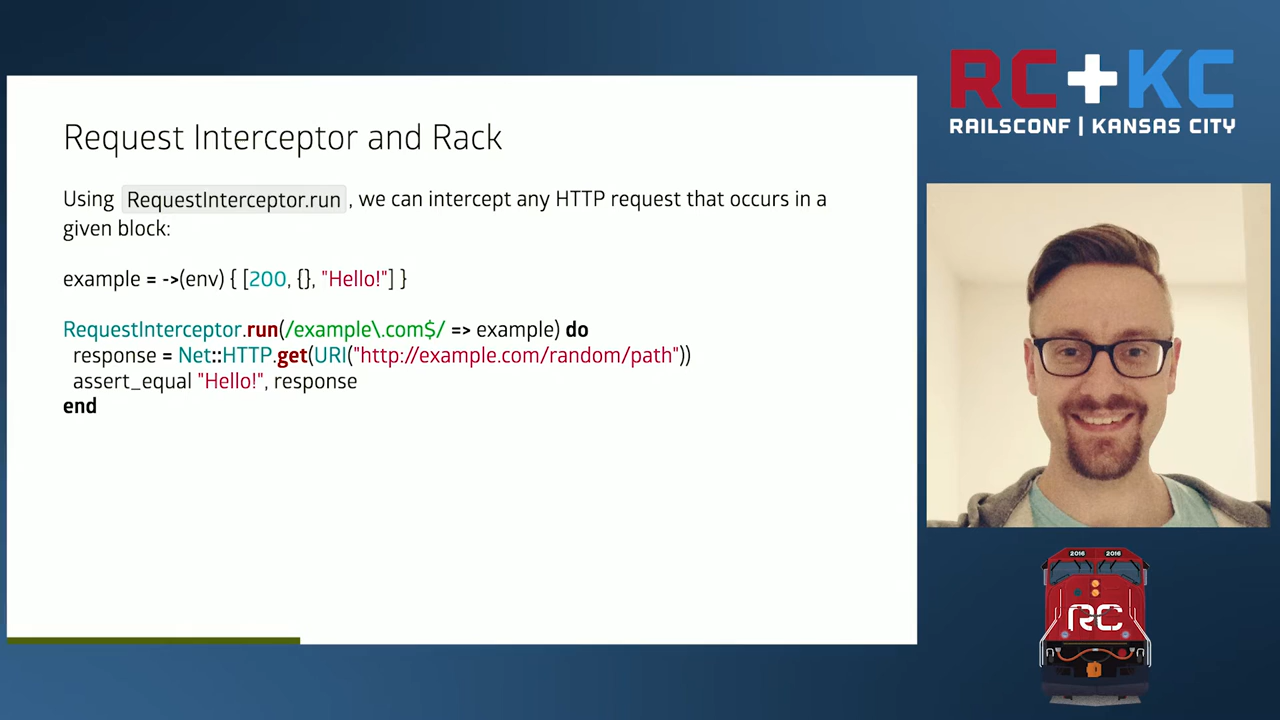 Request Interceptor and Rack
Using RequestInterceptor.run , we can intercept any HTTP request that occurs in a
given block:
example = ->(env) { [200, {}, "Hello!"] }
RequestInterceptor.run(/example\.com$/ => example) do
response = Net::HTTP.get(URI("http://example.com/random/path"))
assert_equal "Hello!", response
end
RC+KC
RAILSCONF | KANSAS CITY
2016 2016
RC